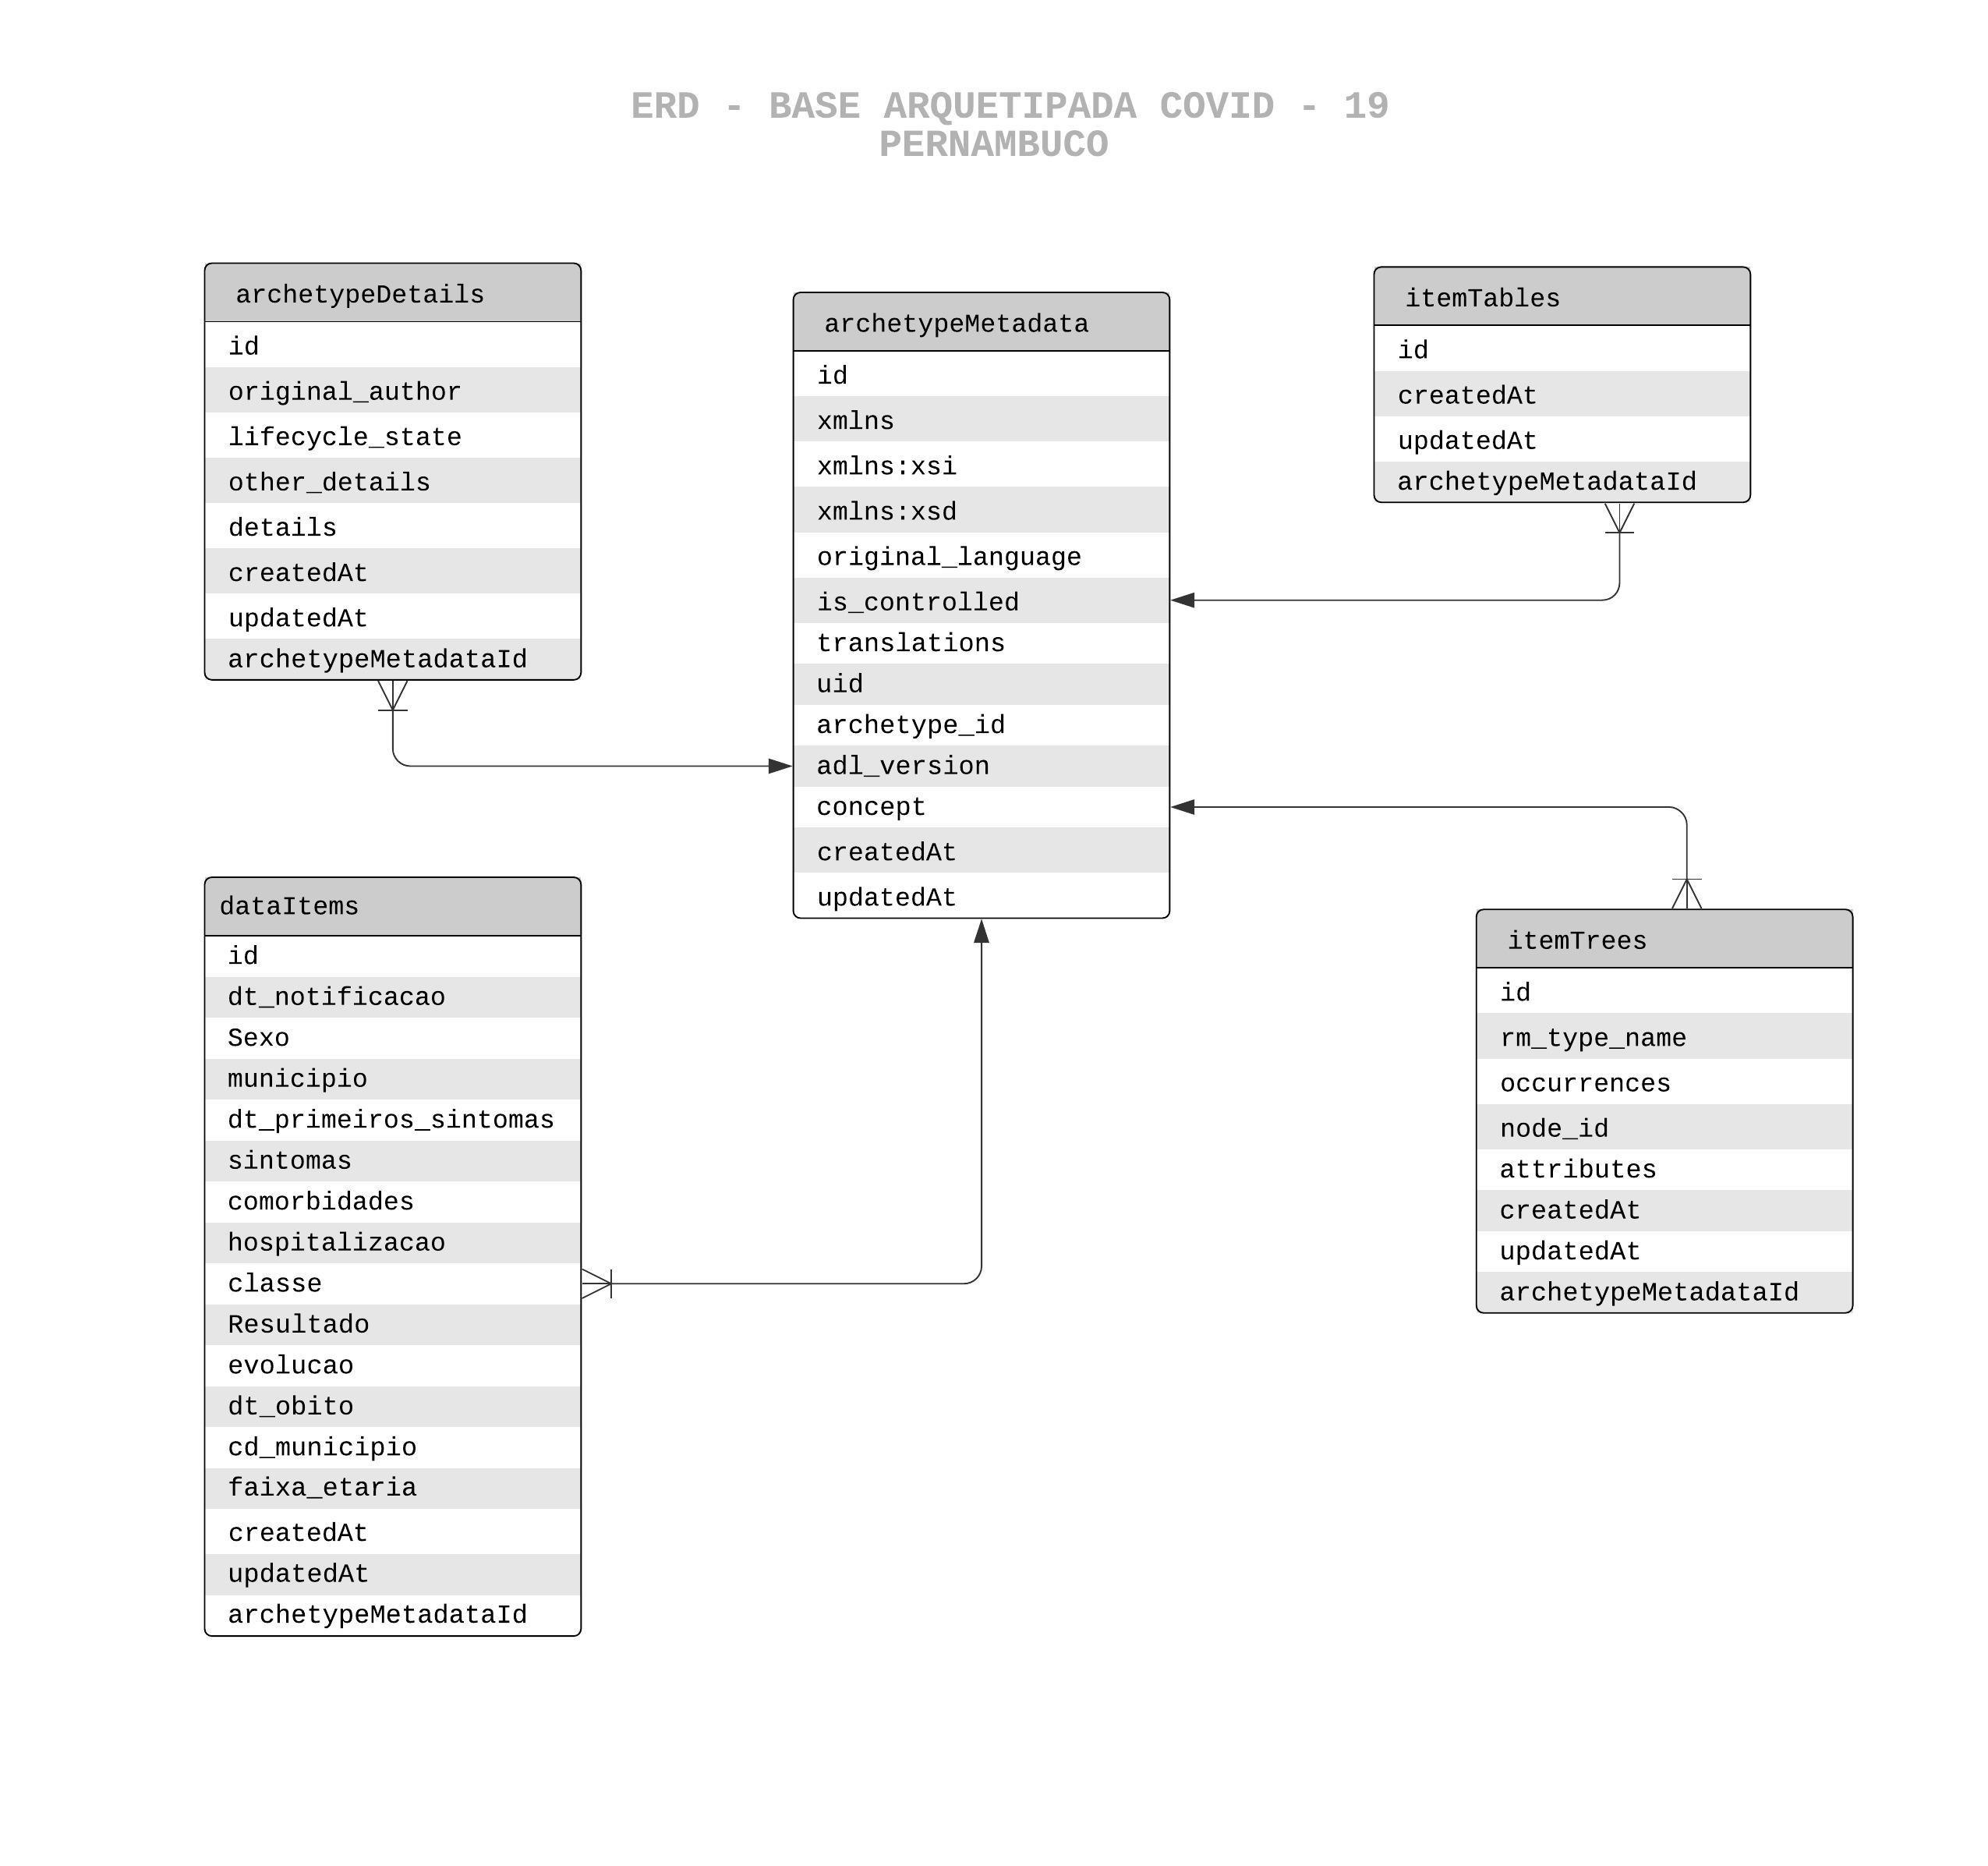 ERD - BASE ARQUETIPADA COVID - 19
PERNAMBUCO
archetypeDetails
id
original_author
lifecycle_state
other_details
details
createdAt
updatedAt
archetypeMetadataId
archetypeMetadata
id
xmlns
xmlns:xsi
xmlns:xsd
original_language
is_controlled
translations
uid
archetype_id
adl_version
concept
createdAt
updatedAt
itemTables
id
createdAt
updatedAt
archetypeMetadataId
dataItems
id
dt_notificacao
Sexo
municipio
dt_primeiros_sintomas
sintomas
comorbidades
hospitalizacao
classe
Resultado
evolucao
dt_obito
cd_municipio
faixa_etaria
createdAt
updatedAt
archetypeMetadataId
itemTrees
id
rm_type_name
occurrences
node_id
attributes
createdAt
updatedAt
archetypeMetadataId